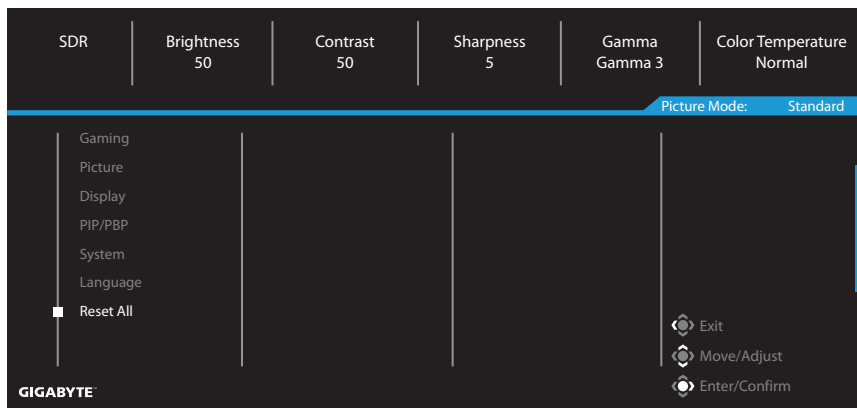 SDR
Brightness
50
Contrast
50
Sharpness
5
Gamma
Gamma 3
Color Temperature
Normal
Picture Mode: Standard
Gaming
Picture
Display
PIP/PBP
System
Language
Reset All
Exit
Move/Adjust
Enter/Confirm
GIGABYTE™